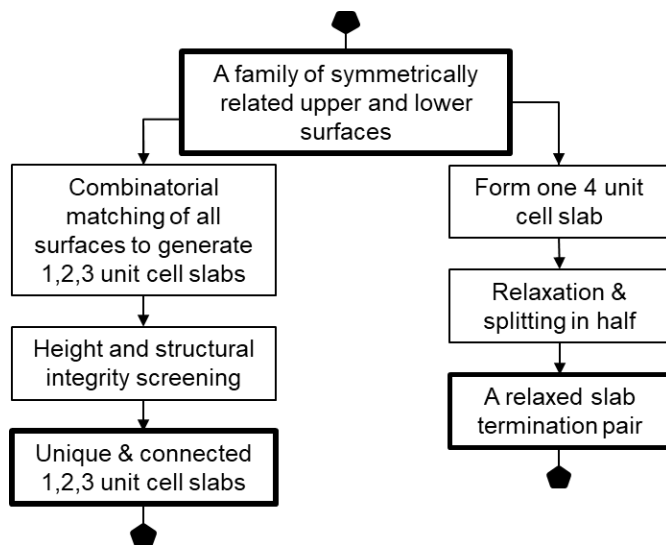 A family of symmetrically
related upper and lower
surfaces
Combinatorial
matching of all
surfaces to generate
1,2,3 unit cell slabs
Height and structural
integrity screening
Unique & connected
1,2,3 unit cell slabs
Form one 4 unit
cell slab
Relaxation &
splitting in half
A relaxed slab
termination pair